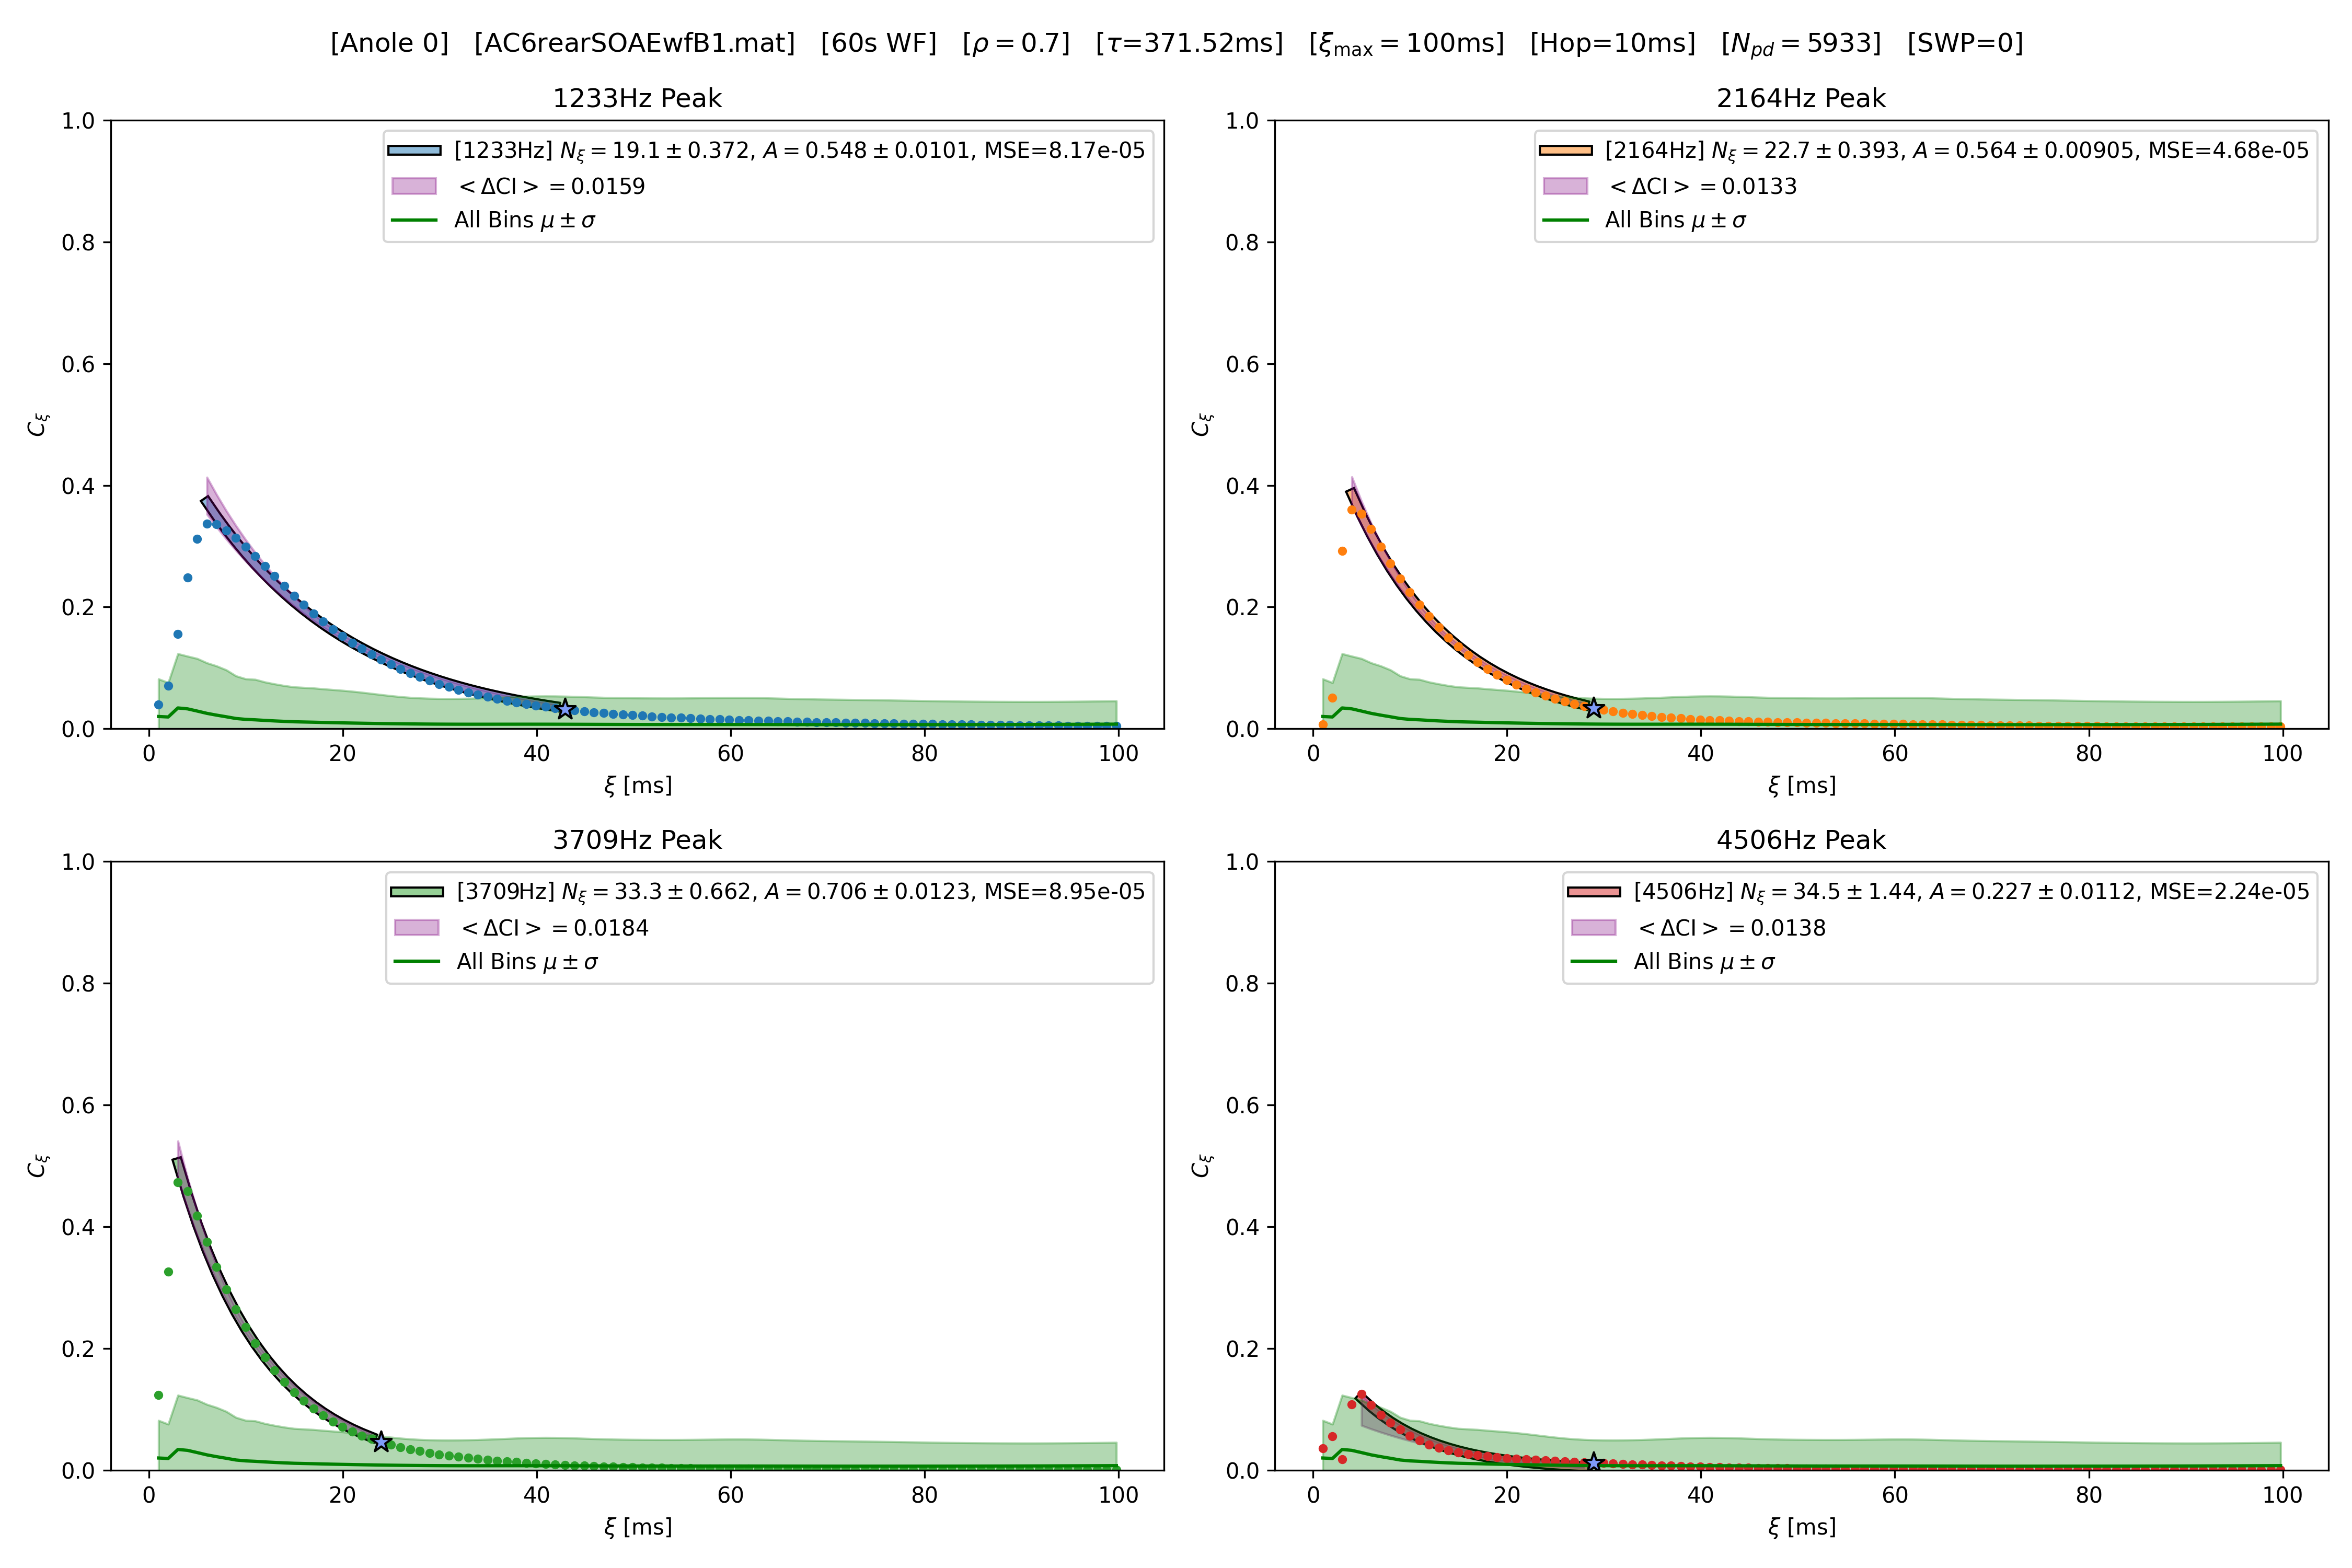 [Anole 0] [AC6rearSOAEwfB1.mat] [60s WF] [ρ = 0.7] [τ=371.52ms] [ξmax = 100ms] [Hop=10ms] [Npd = 5933] [SWP=0]
1233Hz Peak
[1233Hz] Nξ = 19.1 ± 0.372, A = 0.548 ± 0.0101, MSE=8.17e-05
< ΔCI > = 0.0159
All Bins μ ± σ
1.0
0.8
0.6
0.4
0.2
0.0
Cξ
0 20 40 60 80 100
ξ [ms]
2164Hz Peak
[2164Hz] Nξ = 22.7 ± 0.393, A = 0.564 ± 0.00905, MSE=4.68e-05
< ΔCI > = 0.0133
All Bins μ ± σ
1.0
0.8
0.6
0.4
0.2
0.0
Cξ
0 20 40 60 80 100
ξ [ms]
3709Hz Peak
[3709Hz] Nξ = 33.3 ± 0.662, A = 0.706 ± 0.0123, MSE=8.95e-05
< ΔCI > = 0.0184
All Bins μ ± σ
1.0
0.8
0.6
0.4
0.2
0.0
Cξ
0 20 40 60 80 100
ξ [ms]
4506Hz Peak
[4506Hz] Nξ = 34.5 ± 1.44, A = 0.227 ± 0.0112, MSE=2.24e-05
< ΔCI > = 0.0138
All Bins μ ± σ
1.0
0.8
0.6
0.4
0.2
0.0
Cξ
0 20 40 60 80 100
ξ [ms]